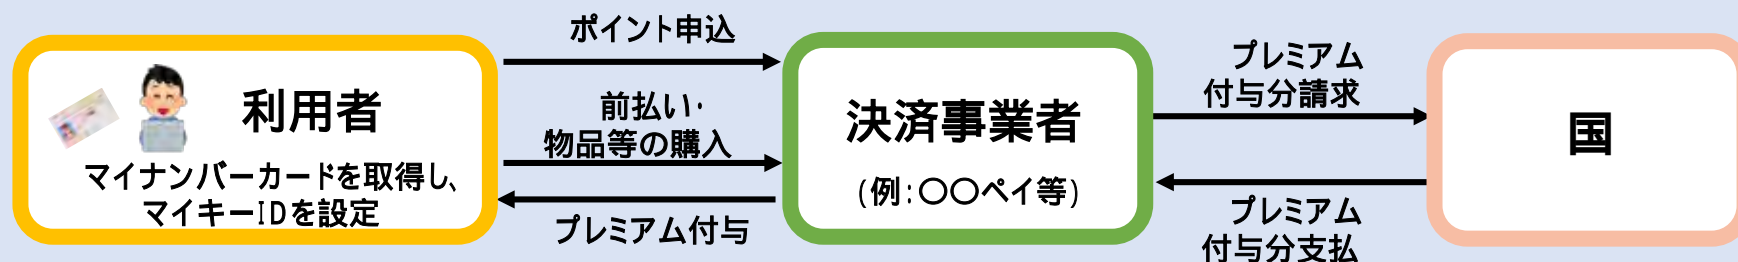 ポイント申込
利用者
マイナンバーカードを取得し、
マイキーIDを設定
前払い・
物品等の購入
プレミアム付与
決済事業者
(例:〇〇ペイ等)
プレミアム
付与分請求
プレミアム
付与分支払
国